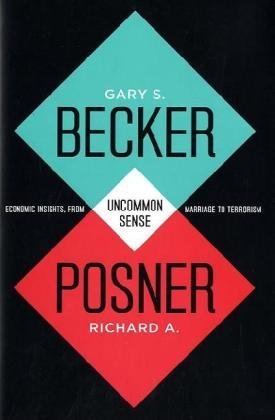 GARY S.
BECKER
ECONOMIC INSIGHTS, FROM
UNCOMMON
SENSE
MARRIAGE TO TERRORISM
POSNER
RICHARD A.